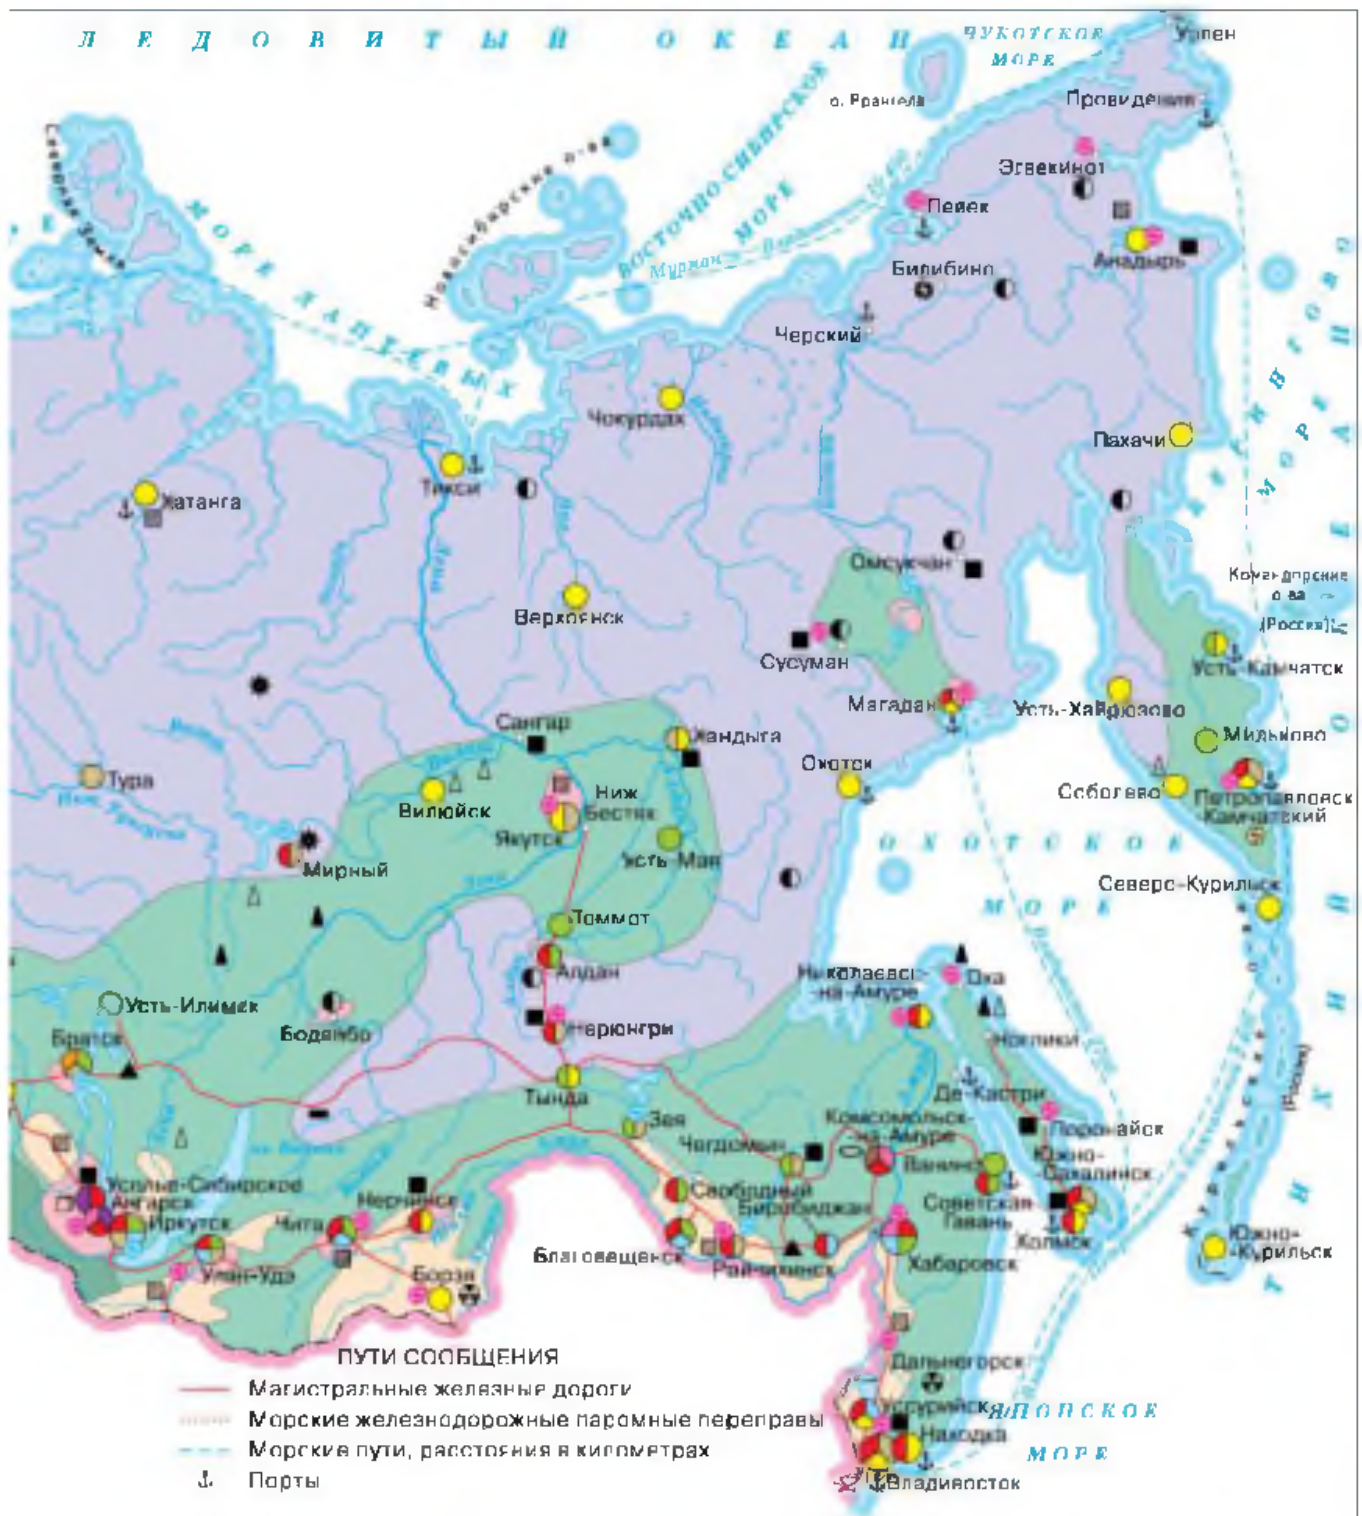 ЛЕДОВИТЫЙ ОКЕАН
ЧУКОТСКОЕ
МОРЕ
Уэлен
о. Врангеля
Провидения
Северная Земля
Новосибирские о-ва
ВОСТОЧНО-СИБИРСКОЕ
МОРЕ
МОРЕ ЛАПТЕВЫХ
Мурман
Эгвекинот
Певек
Анадырь
Билибино
Черский
Чокурдах
Пахачи
Тикси
Хатанга
Омсукчан
Командорские
о-ва
(Россия)
Верхоянск
Сусуман
Усть-Камчатск
Магадан
Усть-Хайрюзово
Сангар
Хандыга
Мильково
Охотск
Тура
Вилюйск
Ниж
Бестях
Соболево
Петропавловск
-Камчатский
Якутск
Усть-Мая
Мирный
ОХОТСКОЕ
МОРЕ
Северо-Курильск
Томмот
Алдан
Николаевск-
-на-Амуре
Оха
Усть-Илимск
Бодайбо
Нерюнгри
Ноглики
Братск
Тында
Де-Кастри
Зея
Комсомольск-
-на-Амуре
Чегдомын
Поронайск
Ванино
Южно-
-Сахалинск
Усолье-Сибирское
Ангарск
Иркутск
Нерчинск
Чита
Свободный
Биробиджан
Советская
Гавань
Холмск
Южно-
-Курильск
Благовещенск
Райчихинск
Хабаровск
Улан-Удэ
Борзя
(Россия)
ПУТИ СООБЩЕНИЯ
Магистральные железные дороги
Морские железнодорожные паромные переправы
Морские пути, расстояния в километрах
Порты
Дальнегорск
Уссурийск
ЯПОНСКОЕ
МОРЕ
Находка
Владивосток